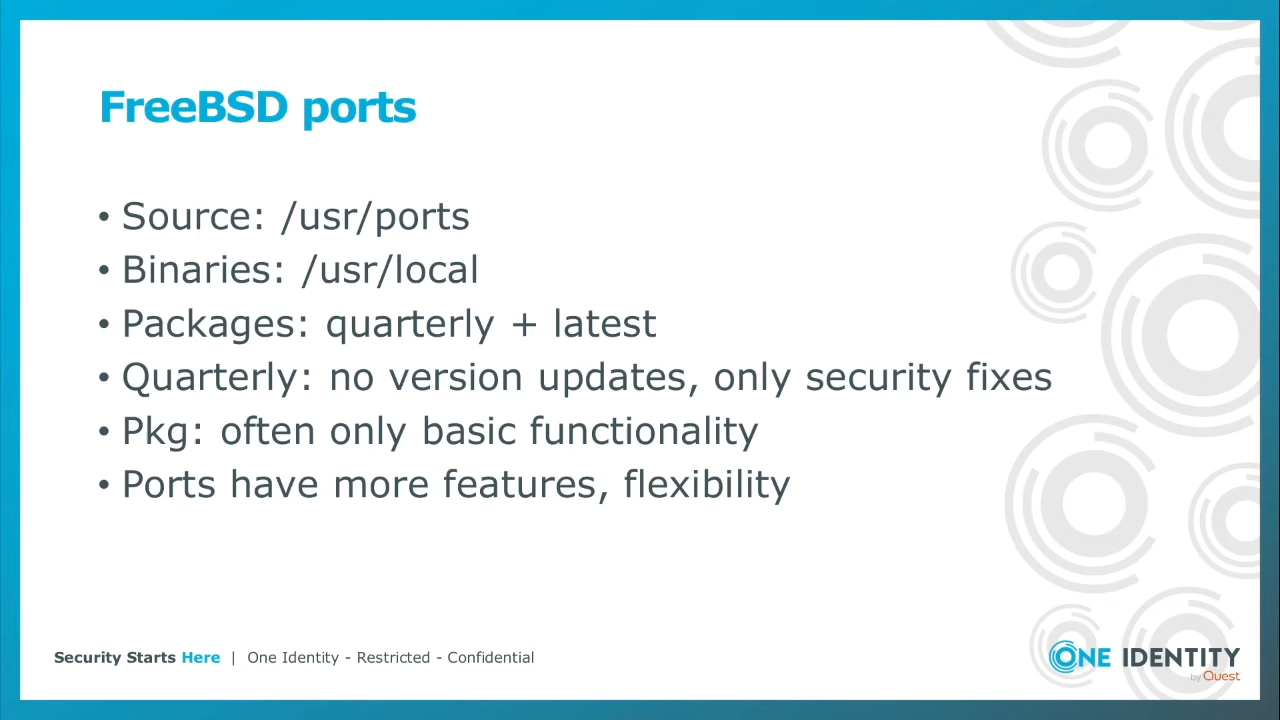 FreeBSD ports
• Source: /usr/ports
• Binaries: /usr/local
• Packages: quarterly + latest
• Quarterly: no version updates, only security fixes
• Pkg: often only basic functionality
• Ports have more features, flexibility
Security Starts Here | One Identity - Restricted - Confidential
ONE IDENTITY
by Quest